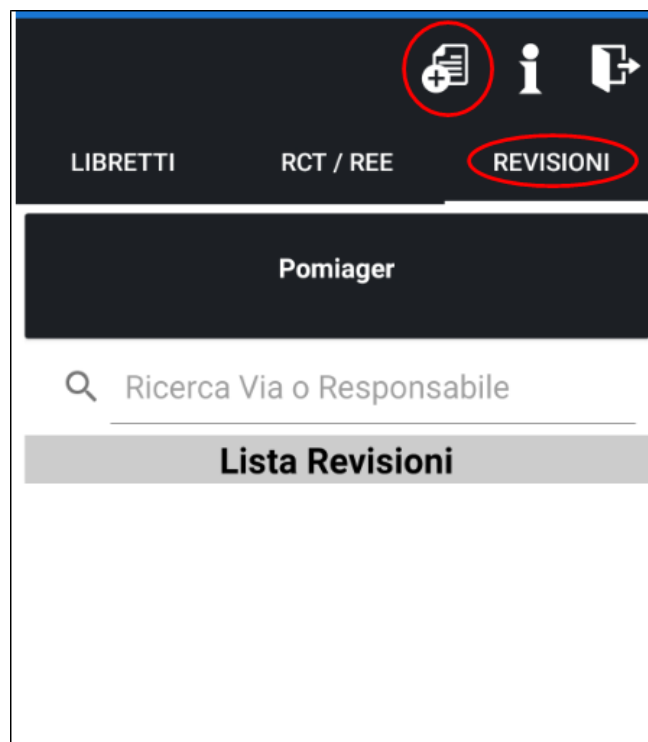 LIBRETTI RCT / REE REVISIONI
Pomiager
Ricerca Via o Responsabile
Lista Revisioni